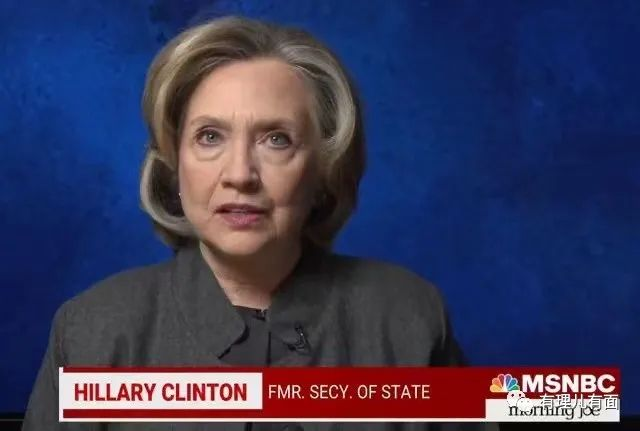 HILLARY CLINTON
FMR. SECY. OF STATE
MSNBC
morning joe
有理儿有面